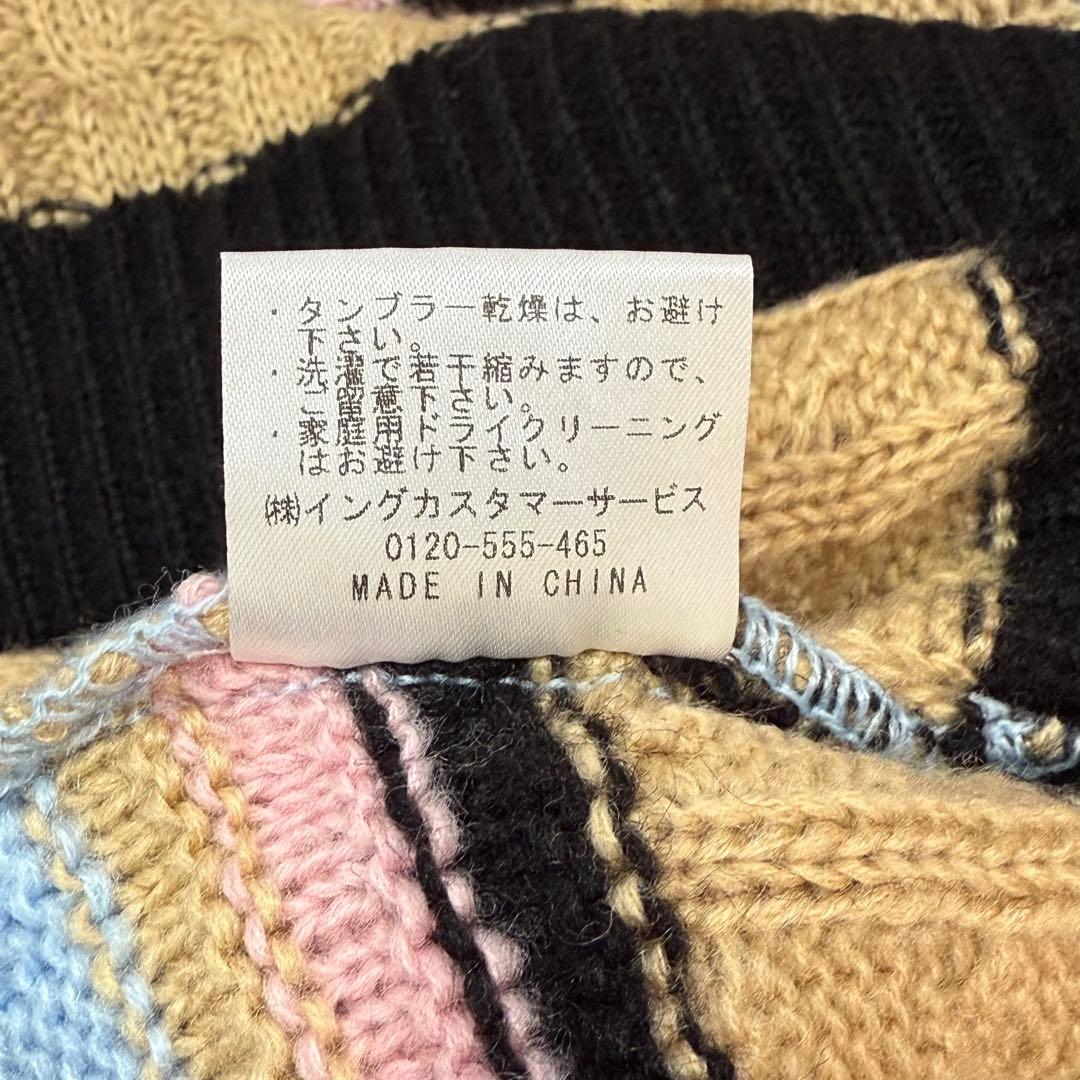 ・タンブラー乾燥は、お避け
下さい。
・洗濯で若干縮みますので、
ご留意下さい。
・家庭用ドライクリーニング
はお避け下さい。
㈱イングカスタマーサービス
0120-555-465
MADE IN CHINA